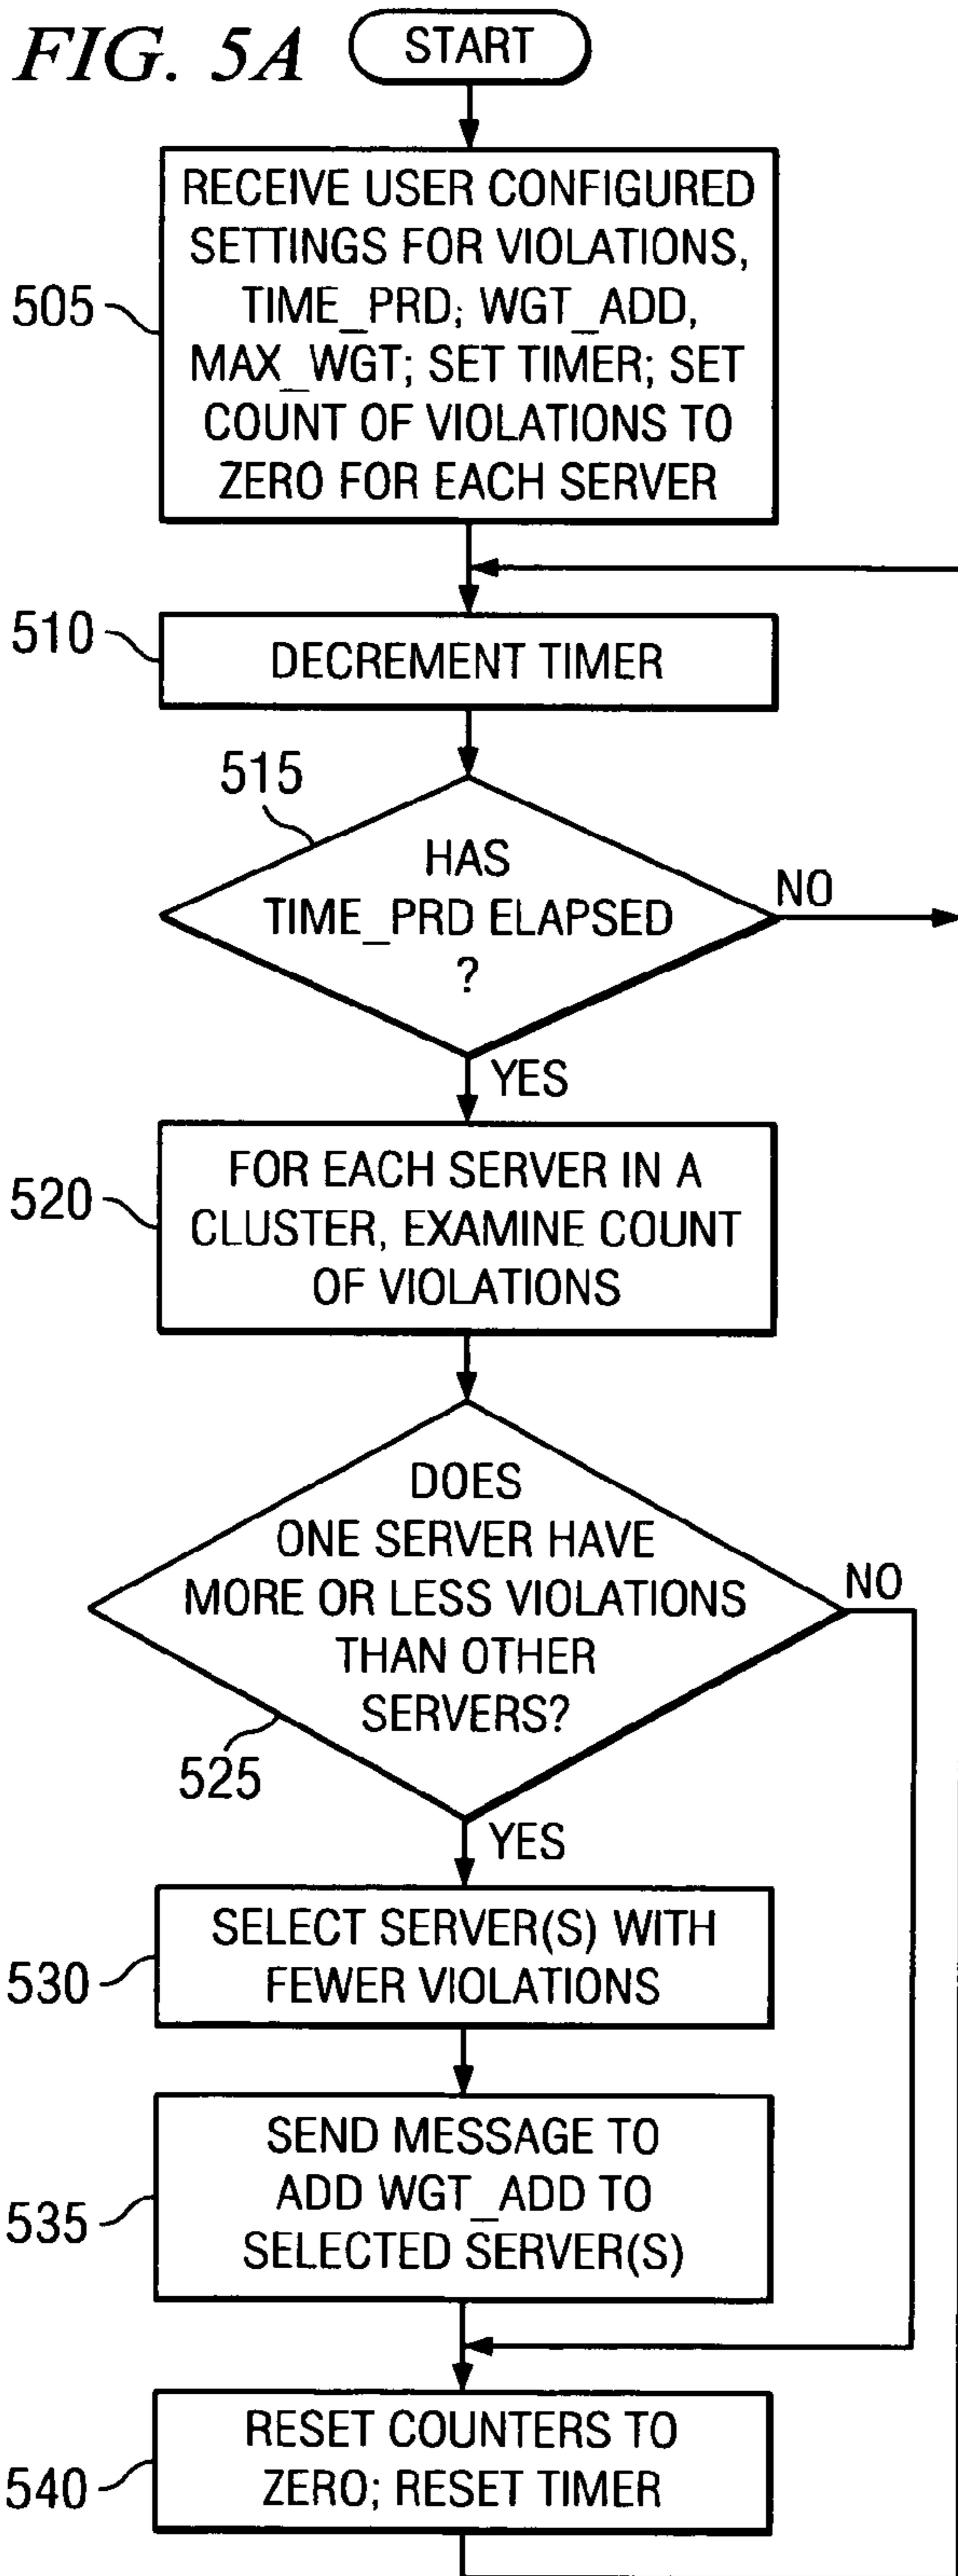 FIG. 5A
START
RECEIVE USER CONFIGURED
SETTINGS FOR VIOLATIONS,
TIME_PRD; WGT_ADD,
MAX_WGT; SET TIMER; SET
COUNT OF VIOLATIONS TO
ZERO FOR EACH SERVER
505
510
DECREMENT TIMER
515
HAS
TIME_PRD ELAPSED
?
NO
YES
520
FOR EACH SERVER IN A
CLUSTER, EXAMINE COUNT
OF VIOLATIONS
DOES
ONE SERVER HAVE
MORE OR LESS VIOLATIONS
THAN OTHER
SERVERS?
NO
525
YES
530
SELECT SERVER(S) WITH
FEWER VIOLATIONS
535
SEND MESSAGE TO
ADD WGT_ADD TO
SELECTED SERVER(S)
540
RESET COUNTERS TO
ZERO; RESET TIMER